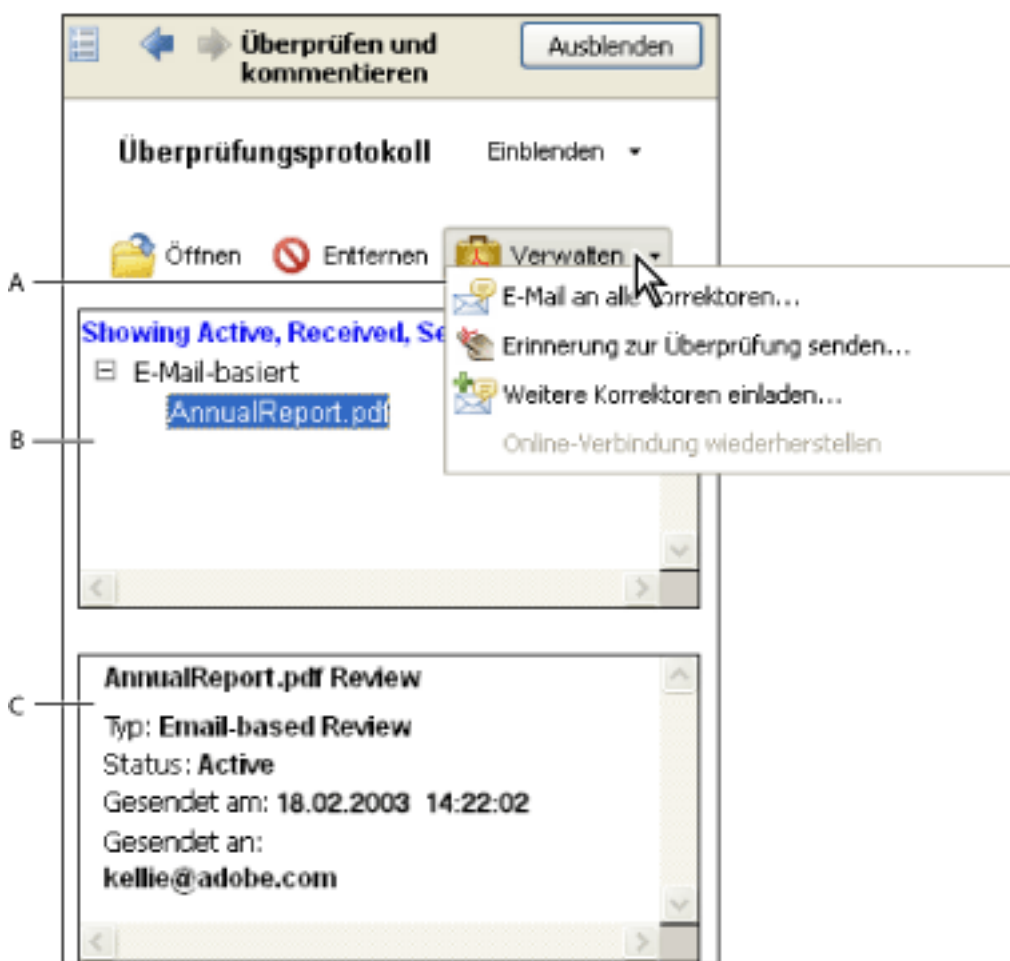 Überprüfen und
kommentieren
Ausblenden
Überprüfungsprotokoll
Einblenden
Öffnen
Entfernen
Verwalten
A
E-Mail an alle Korrektoren...
Erinnerung zur Überprüfung senden...
Weitere Korrektoren einladen...
Online-Verbindung wiederherstellen
Showing Active, Received, Se
E-Mail-basiert
AnnualReport.pdf
B
AnnualReport.pdf Review
C
Typ: Email-based Review
Status: Active
Gesendet am: 18.02.2003 14:22:02
Gesendet an:
kellie@adobe.com